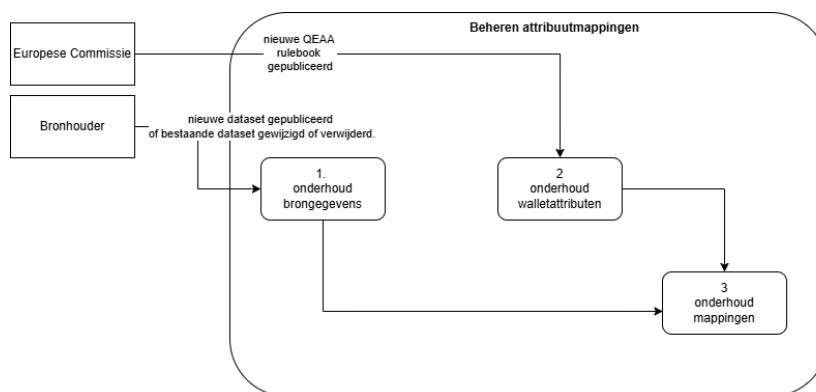 Beheren attribuutmappingen
Europese Commissie
nieuwe QEAA
rulebook
gepubliceerd
Bronhouder
nieuwe dataset gepubliceerd
of bestaande dataset gewijzigd of verwijderd.
1.
onderhoud
brongegevens
2
onderhoud
walletattributen
3
onderhoud
mappingen